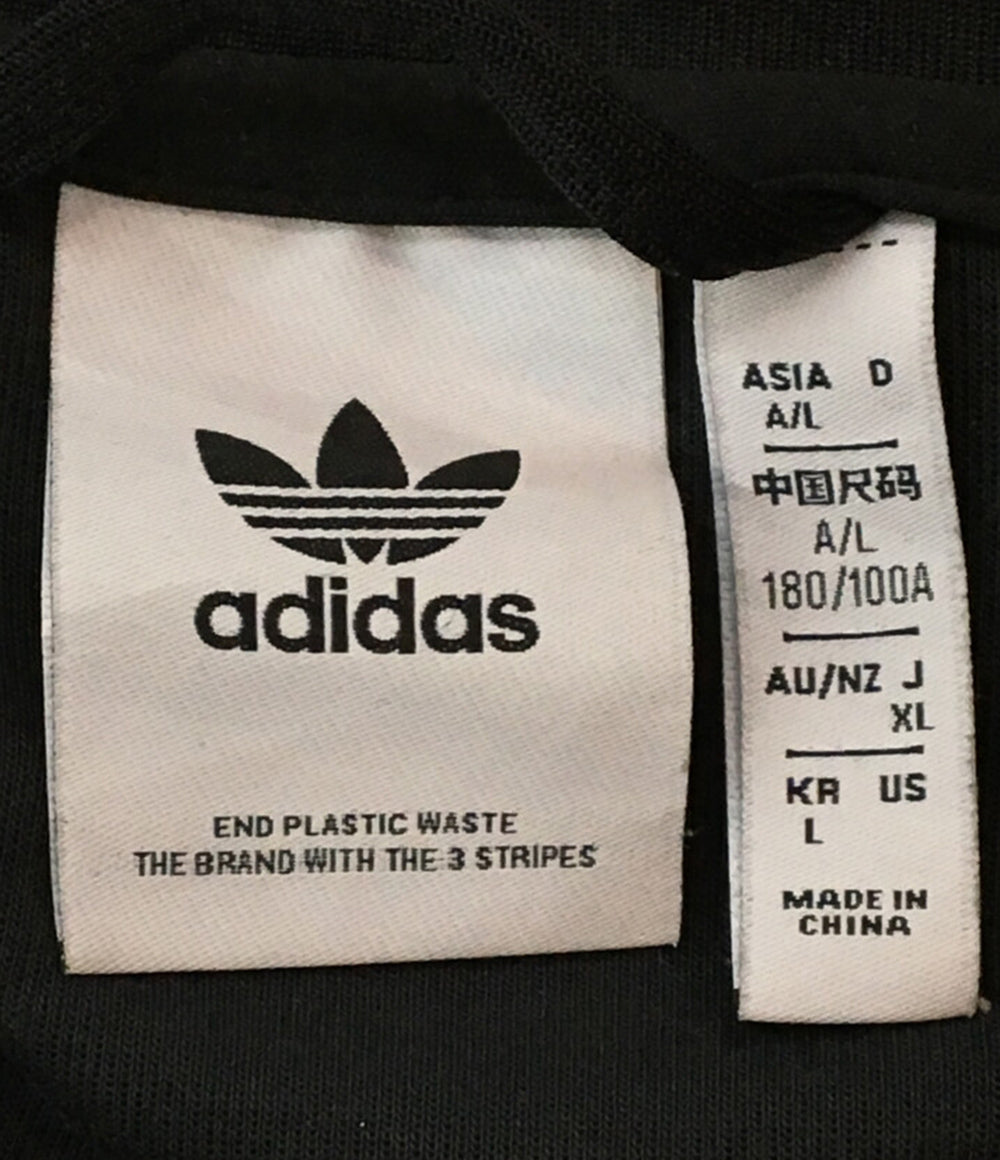 adidas
END PLASTIC WASTE
THE BRAND WITH THE 3 STRIPES
ASIA D
A/L
中国尺码
A/L
180/100A
AU/NZ J
XL
KR US
L
MADE IN
CHINA